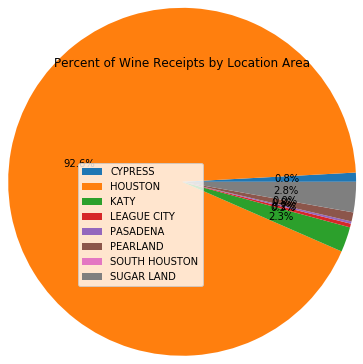 Percent of Wine Receipts by Location Area
92.6%
0.8%
2.8%
2.3%
CYPRESS
HOUSTON
KATY
LEAGUE CITY
PASADENA
PEARLAND
SOUTH HOUSTON
SUGAR LAND